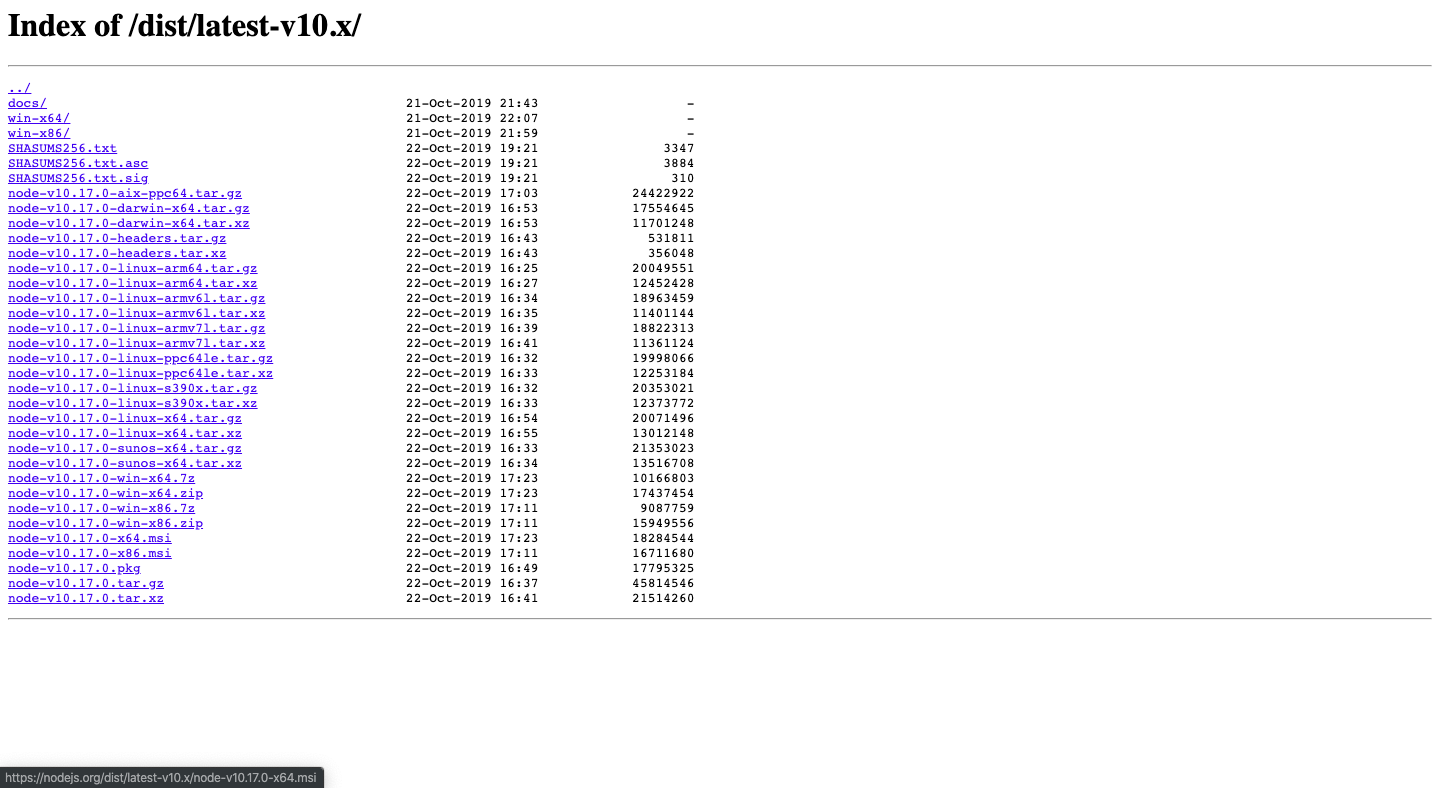 Index of /dist/latest-v10.x/
../
docs/ 21-Oct-2019 21:43 -
win-x64/ 21-Oct-2019 22:07 -
win-x86/ 21-Oct-2019 21:59 -
SHASUMS256.txt 22-Oct-2019 19:21 3347
SHASUMS256.txt.asc 22-Oct-2019 19:21 3884
SHASUMS256.txt.sig 22-Oct-2019 19:21 310
node-v10.17.0-aix-ppc64.tar.gz 22-Oct-2019 17:03 24422922
node-v10.17.0-darwin-x64.tar.gz 22-Oct-2019 16:53 17554645
node-v10.17.0-darwin-x64.tar.xz 22-Oct-2019 16:53 11701248
node-v10.17.0-headers.tar.gz 22-Oct-2019 16:43 531811
node-v10.17.0-headers.tar.xz 22-Oct-2019 16:43 356048
node-v10.17.0-linux-arm64.tar.gz 22-Oct-2019 16:25 20049551
node-v10.17.0-linux-arm64.tar.xz 22-Oct-2019 16:27 12452428
node-v10.17.0-linux-armv6l.tar.gz 22-Oct-2019 16:34 18963459
node-v10.17.0-linux-armv6l.tar.xz 22-Oct-2019 16:35 11401144
node-v10.17.0-linux-armv7l.tar.gz 22-Oct-2019 16:39 18822313
node-v10.17.0-linux-armv7l.tar.xz 22-Oct-2019 16:41 11361124
node-v10.17.0-linux-ppc64le.tar.gz 22-Oct-2019 16:32 19998066
node-v10.17.0-linux-ppc64le.tar.xz 22-Oct-2019 16:33 12253184
node-v10.17.0-linux-s390x.tar.gz 22-Oct-2019 16:32 20353021
node-v10.17.0-linux-s390x.tar.xz 22-Oct-2019 16:33 12373772
node-v10.17.0-linux-x64.tar.gz 22-Oct-2019 16:54 20071496
node-v10.17.0-linux-x64.tar.xz 22-Oct-2019 16:55 13012148
node-v10.17.0-sunos-x64.tar.gz 22-Oct-2019 16:33 21353023
node-v10.17.0-sunos-x64.tar.xz 22-Oct-2019 16:34 13516708
node-v10.17.0-win-x64.7z 22-Oct-2019 17:23 10166803
node-v10.17.0-win-x64.zip 22-Oct-2019 17:23 17437454
node-v10.17.0-win-x86.7z 22-Oct-2019 17:11 9087759
node-v10.17.0-win-x86.zip 22-Oct-2019 17:11 15949556
node-v10.17.0-x64.msi 22-Oct-2019 17:23 18284544
node-v10.17.0-x86.msi 22-Oct-2019 17:11 16711680
node-v10.17.0.pkg 22-Oct-2019 16:49 17795325
node-v10.17.0.tar.gz 22-Oct-2019 16:37 45814546
node-v10.17.0.tar.xz 22-Oct-2019 16:41 21514260
https://nodejs.org/dist/latest-v10.x/node-v10.17.0-x64.msi